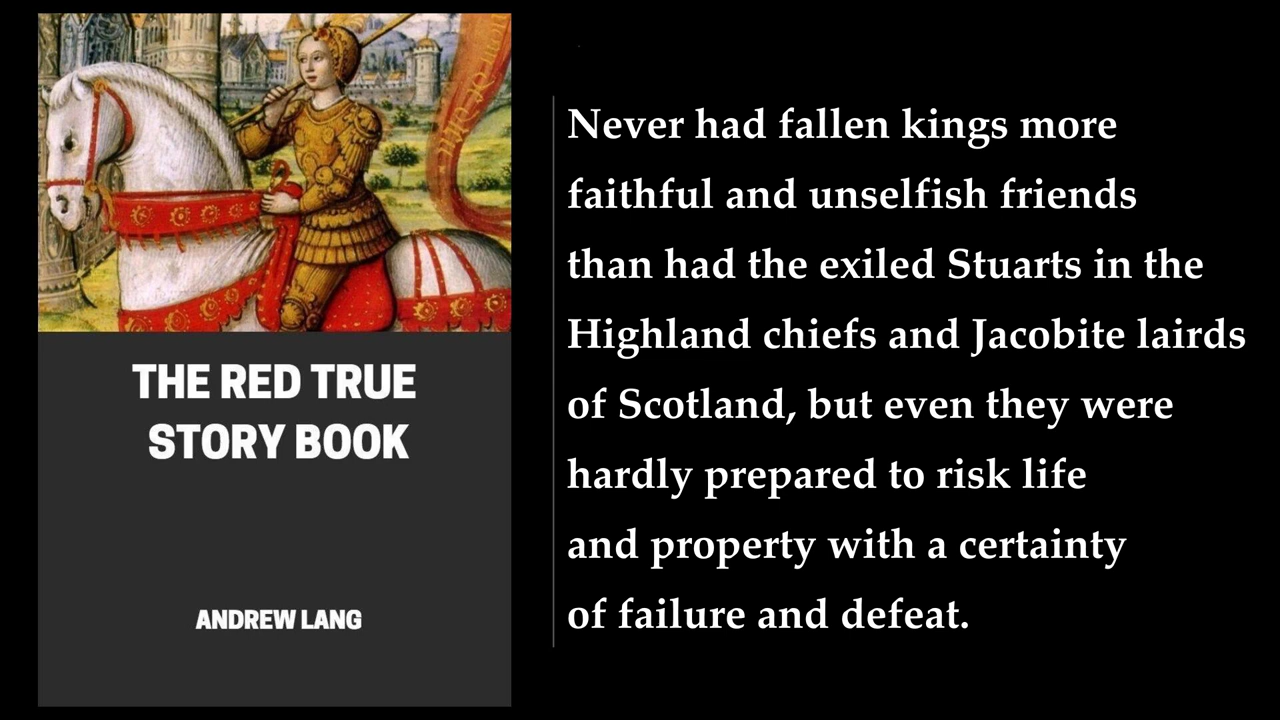 THE RED TRUE
STORY BOOK
ANDREW LANG
Never had fallen kings more
faithful and unselfish friends
than had the exiled Stuarts in the
Highland chiefs and Jacobite lairds
of Scotland, but even they were
hardly prepared to risk life
and property with a certainty
of failure and defeat.